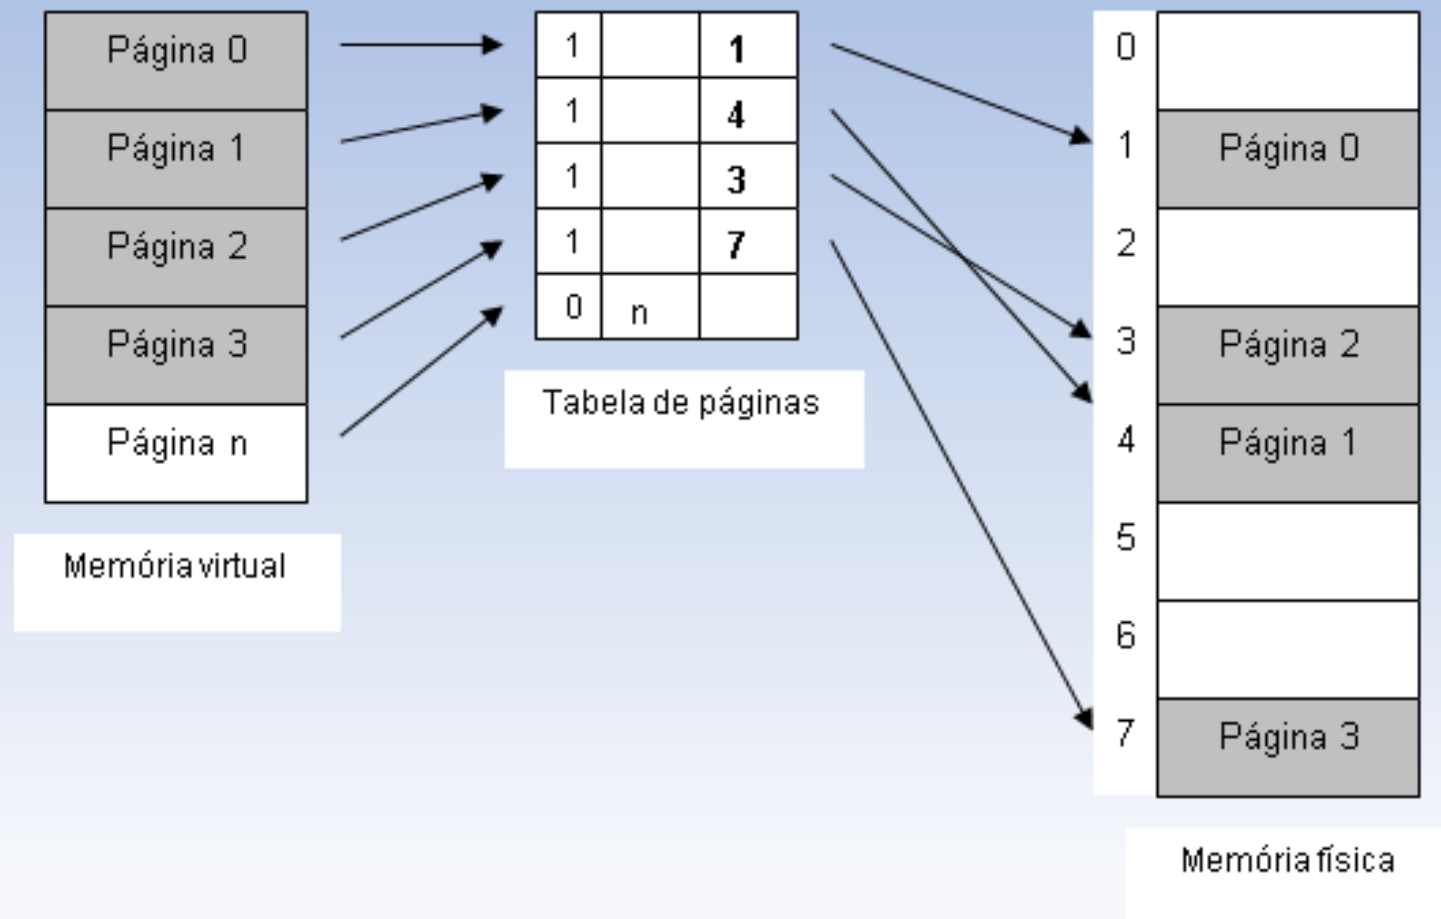 Página 0
Página 1
Página 2
Página 3
Página n
Memória virtual
1 1
1 4
1 3
1 7
0 n
Tabela de páginas
0
1 Página 0
2
3 Página 2
4 Página 1
5
6
7 Página 3
Memória física